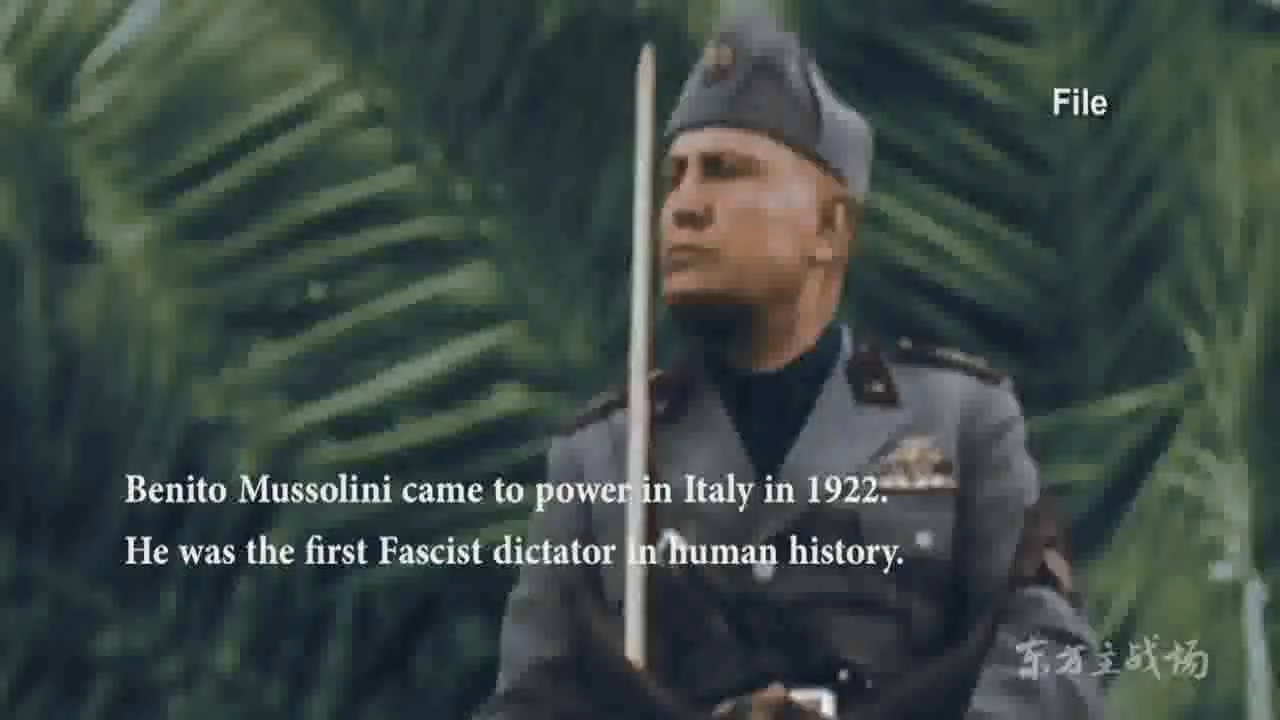 File
Benito Mussolini came to power in Italy in 1922.
He was the first Fascist dictator in human history.
东方主战场